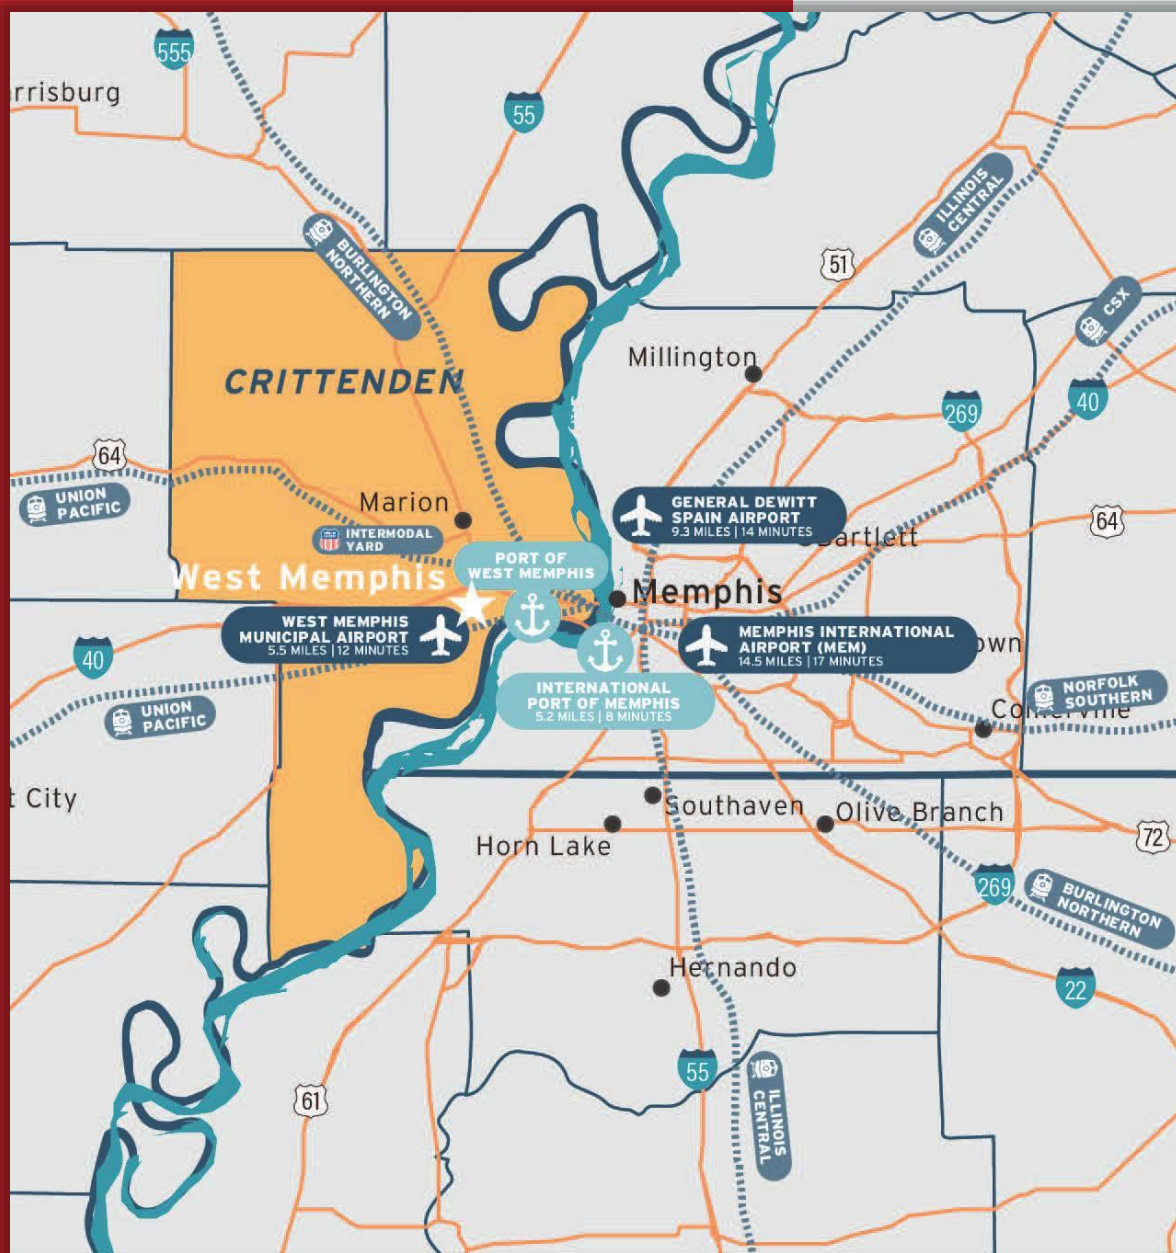 555
rrisburg
55
ILLINOIS
CENTRAL
BURLINGTON
NORTHERN
51
CSX
Millington
CRITTENDEN
40
269
64
UNION
PACIFIC
Marion
GENERAL DEWITT
SPAIN AIRPORT
9.3 MILES | 14 MINUTES
64
INTERMODAL
YARD
Bartlett
PORT OF
WEST MEMPHIS
West Memphis
Memphis
WEST MEMPHIS
MUNICIPAL AIRPORT
5.5 MILES | 12 MINUTES
MEMPHIS INTERNATIONAL
AIRPORT (MEM)
14.5 MILES | 17 MINUTES
own
40
INTERNATIONAL
PORT OF MEMPHIS
5.2 MILES | 8 MINUTES
NORFOLK
SOUTHERN
UNION
PACIFIC
t City
Southaven
Olive Branch
Horn Lake
72
269
BURLINGTON
NORTHERN
Hernando
22
55
61
ILLINOIS
CENTRAL